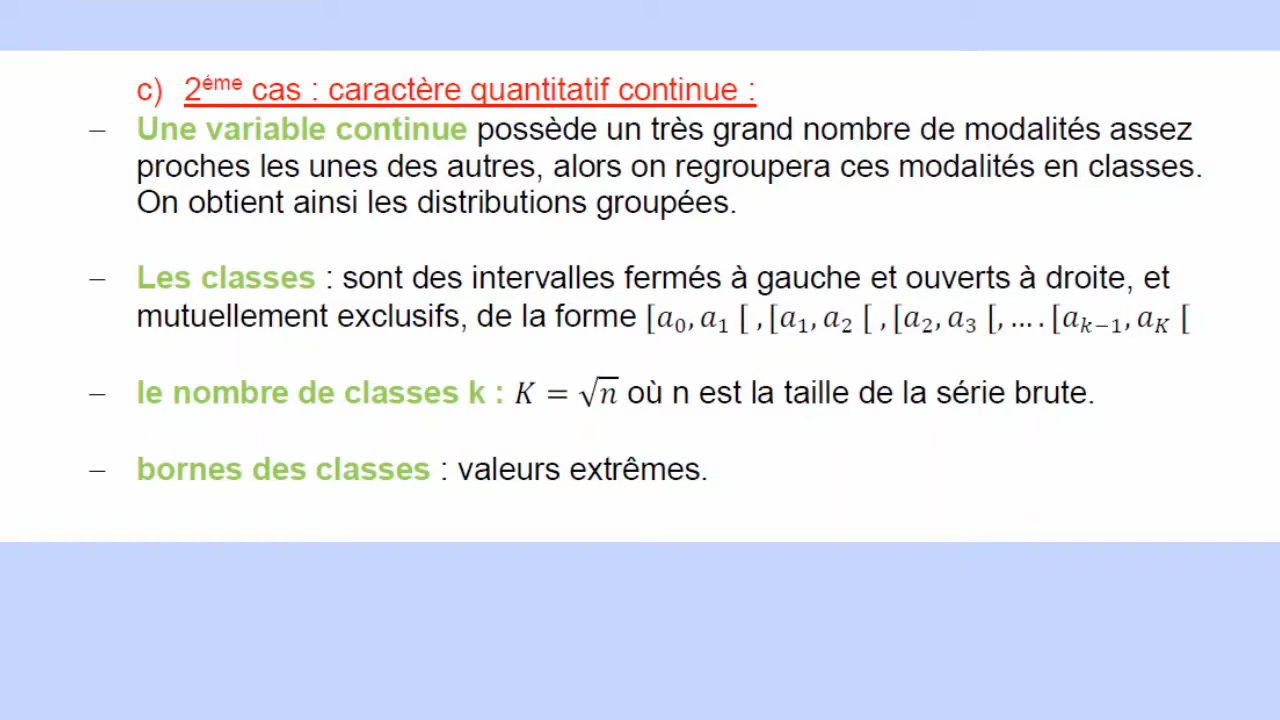 c) 2éme cas : caractère quantitatif continue :
– Une variable continue possède un très grand nombre de modalités assez
proches les unes des autres, alors on regroupera ces modalités en classes.
On obtient ainsi les distributions groupées.
– Les classes : sont des intervalles fermés à gauche et ouverts à droite, et
mutuellement exclusifs, de la forme [a₀, a₁ [ , [a₁, a₂ [ , [a₂, a₃ [, … . [aₖ₋₁, a_K [
– le nombre de classes k : K = √n où n est la taille de la série brute.
– bornes des classes : valeurs extrêmes.